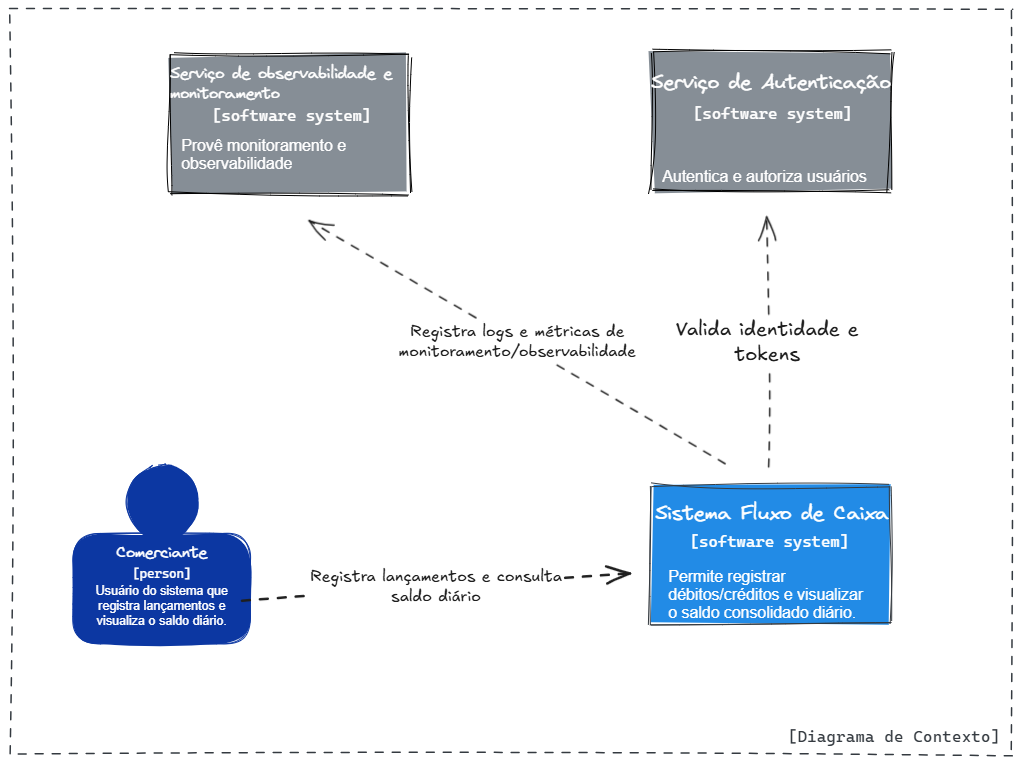 Serviço de observabilidade e
monitoramento
[software system]
Provê monitoramento e
observabilidade
Serviço de Autenticação
[software system]
Autentica e autoriza usuários
Registra logs e métricas de
monitoramento/observabilidade
Valida identidade e
tokens
Comerciante
[person]
Usuário do sistema que
registra lançamentos e
visualiza o saldo diário.
Registra lançamentos e consulta
saldo diário
Sistema Fluxo de Caixa
[software system]
Permite registrar
débitos/créditos e visualizar
o saldo consolidado diário.
[Diagrama de Contexto]